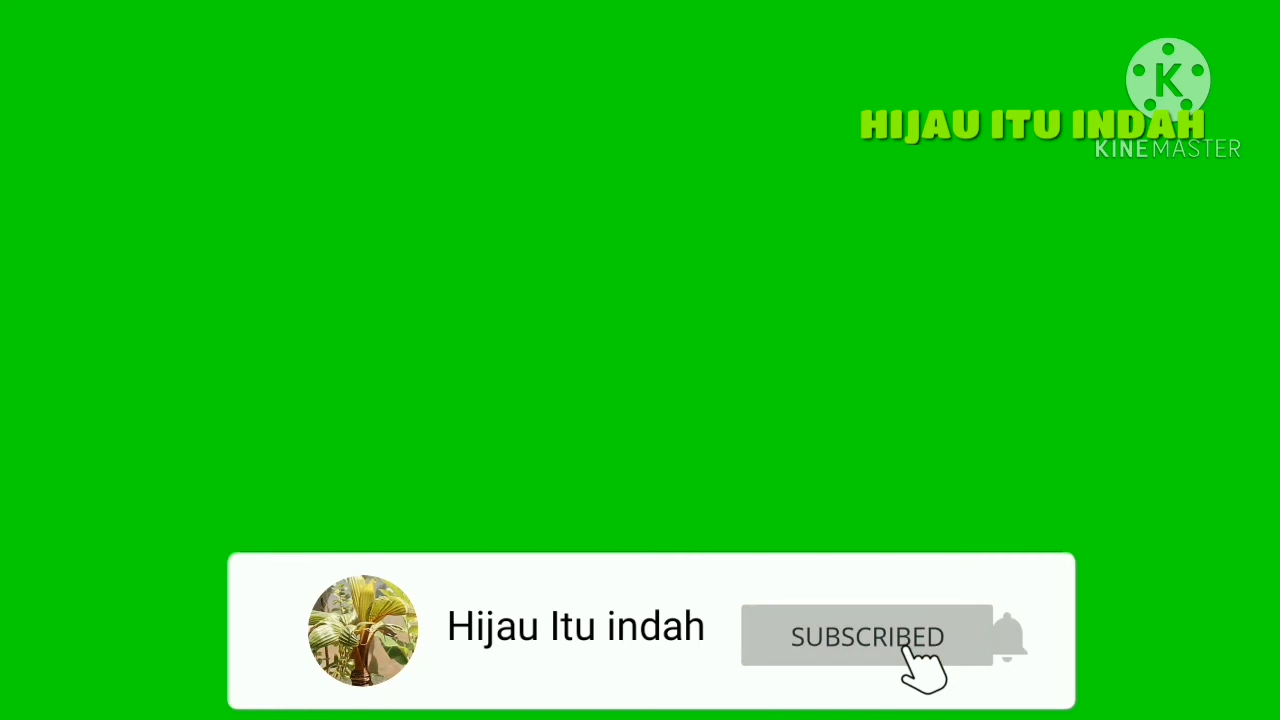 K
HIJAU ITU INDAH
KINEMASTER
Hijau Itu indah
SUBSCRIBED